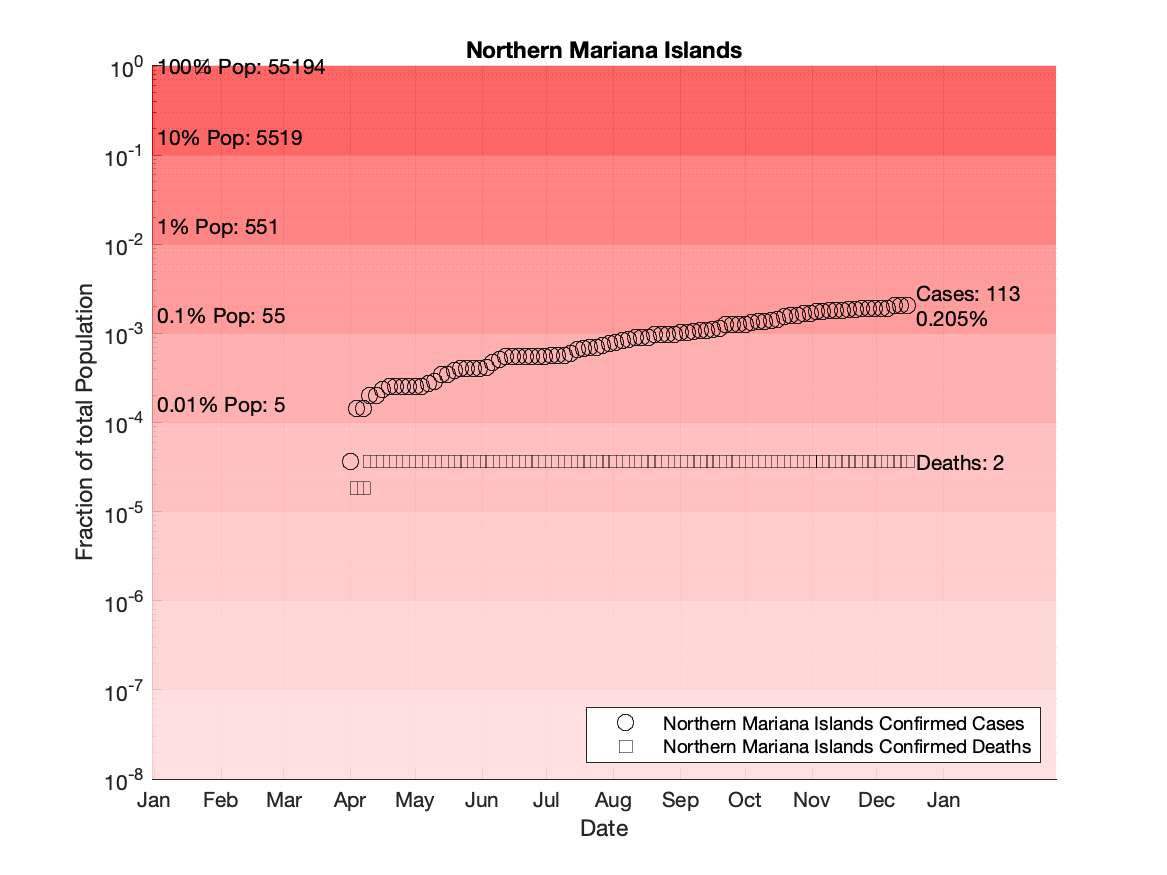 Northern Mariana Islands
10^0
100% Pop: 55194
10% Pop: 5519
10^-1
1% Pop: 551
10^-2
Cases: 113
0.205%
0.1% Pop: 55
10^-3
0.01% Pop: 5
10^-4
Deaths: 2
10^-5
10^-6
10^-7
10^-8
Fraction of total Population
Northern Mariana Islands Confirmed Cases
Northern Mariana Islands Confirmed Deaths
Jan Feb Mar Apr May Jun Jul Aug Sep Oct Nov Dec Jan
Date